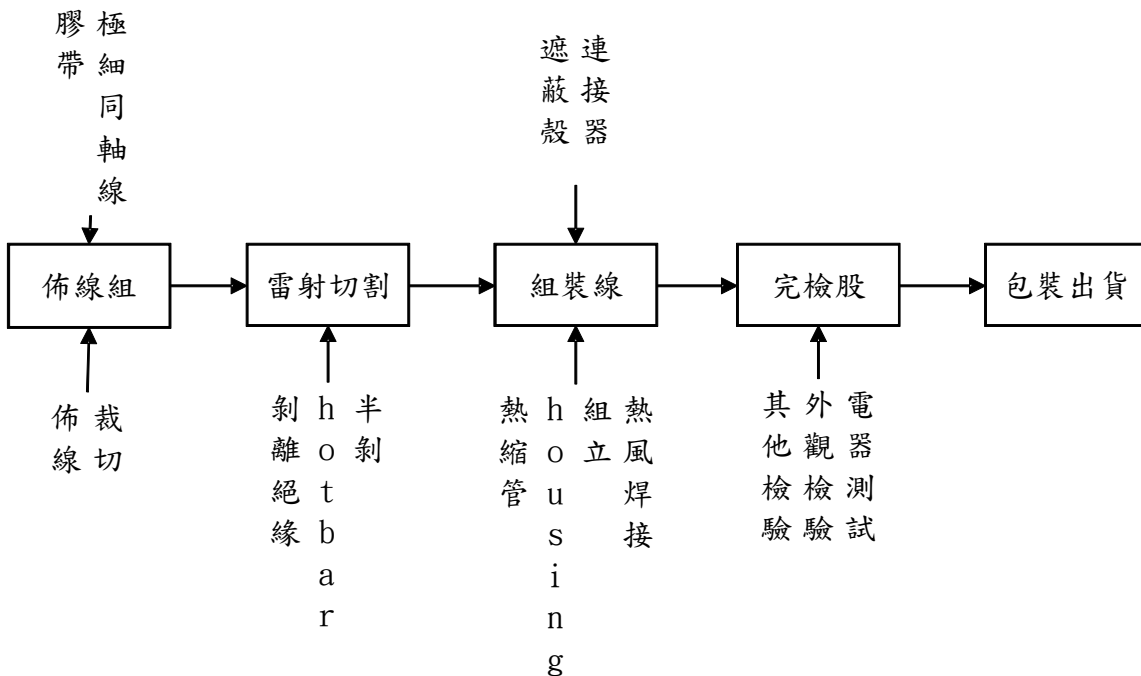 極細同軸線
膠帶
連接器
遮蔽殼
佈線組
雷射切割
組裝線
完檢股
包裝出貨
裁切
佈線
半剝
hotbar
剝離絕緣
熱風焊接
組立
housing
熱縮管
電器測試
外觀檢驗
其他檢驗